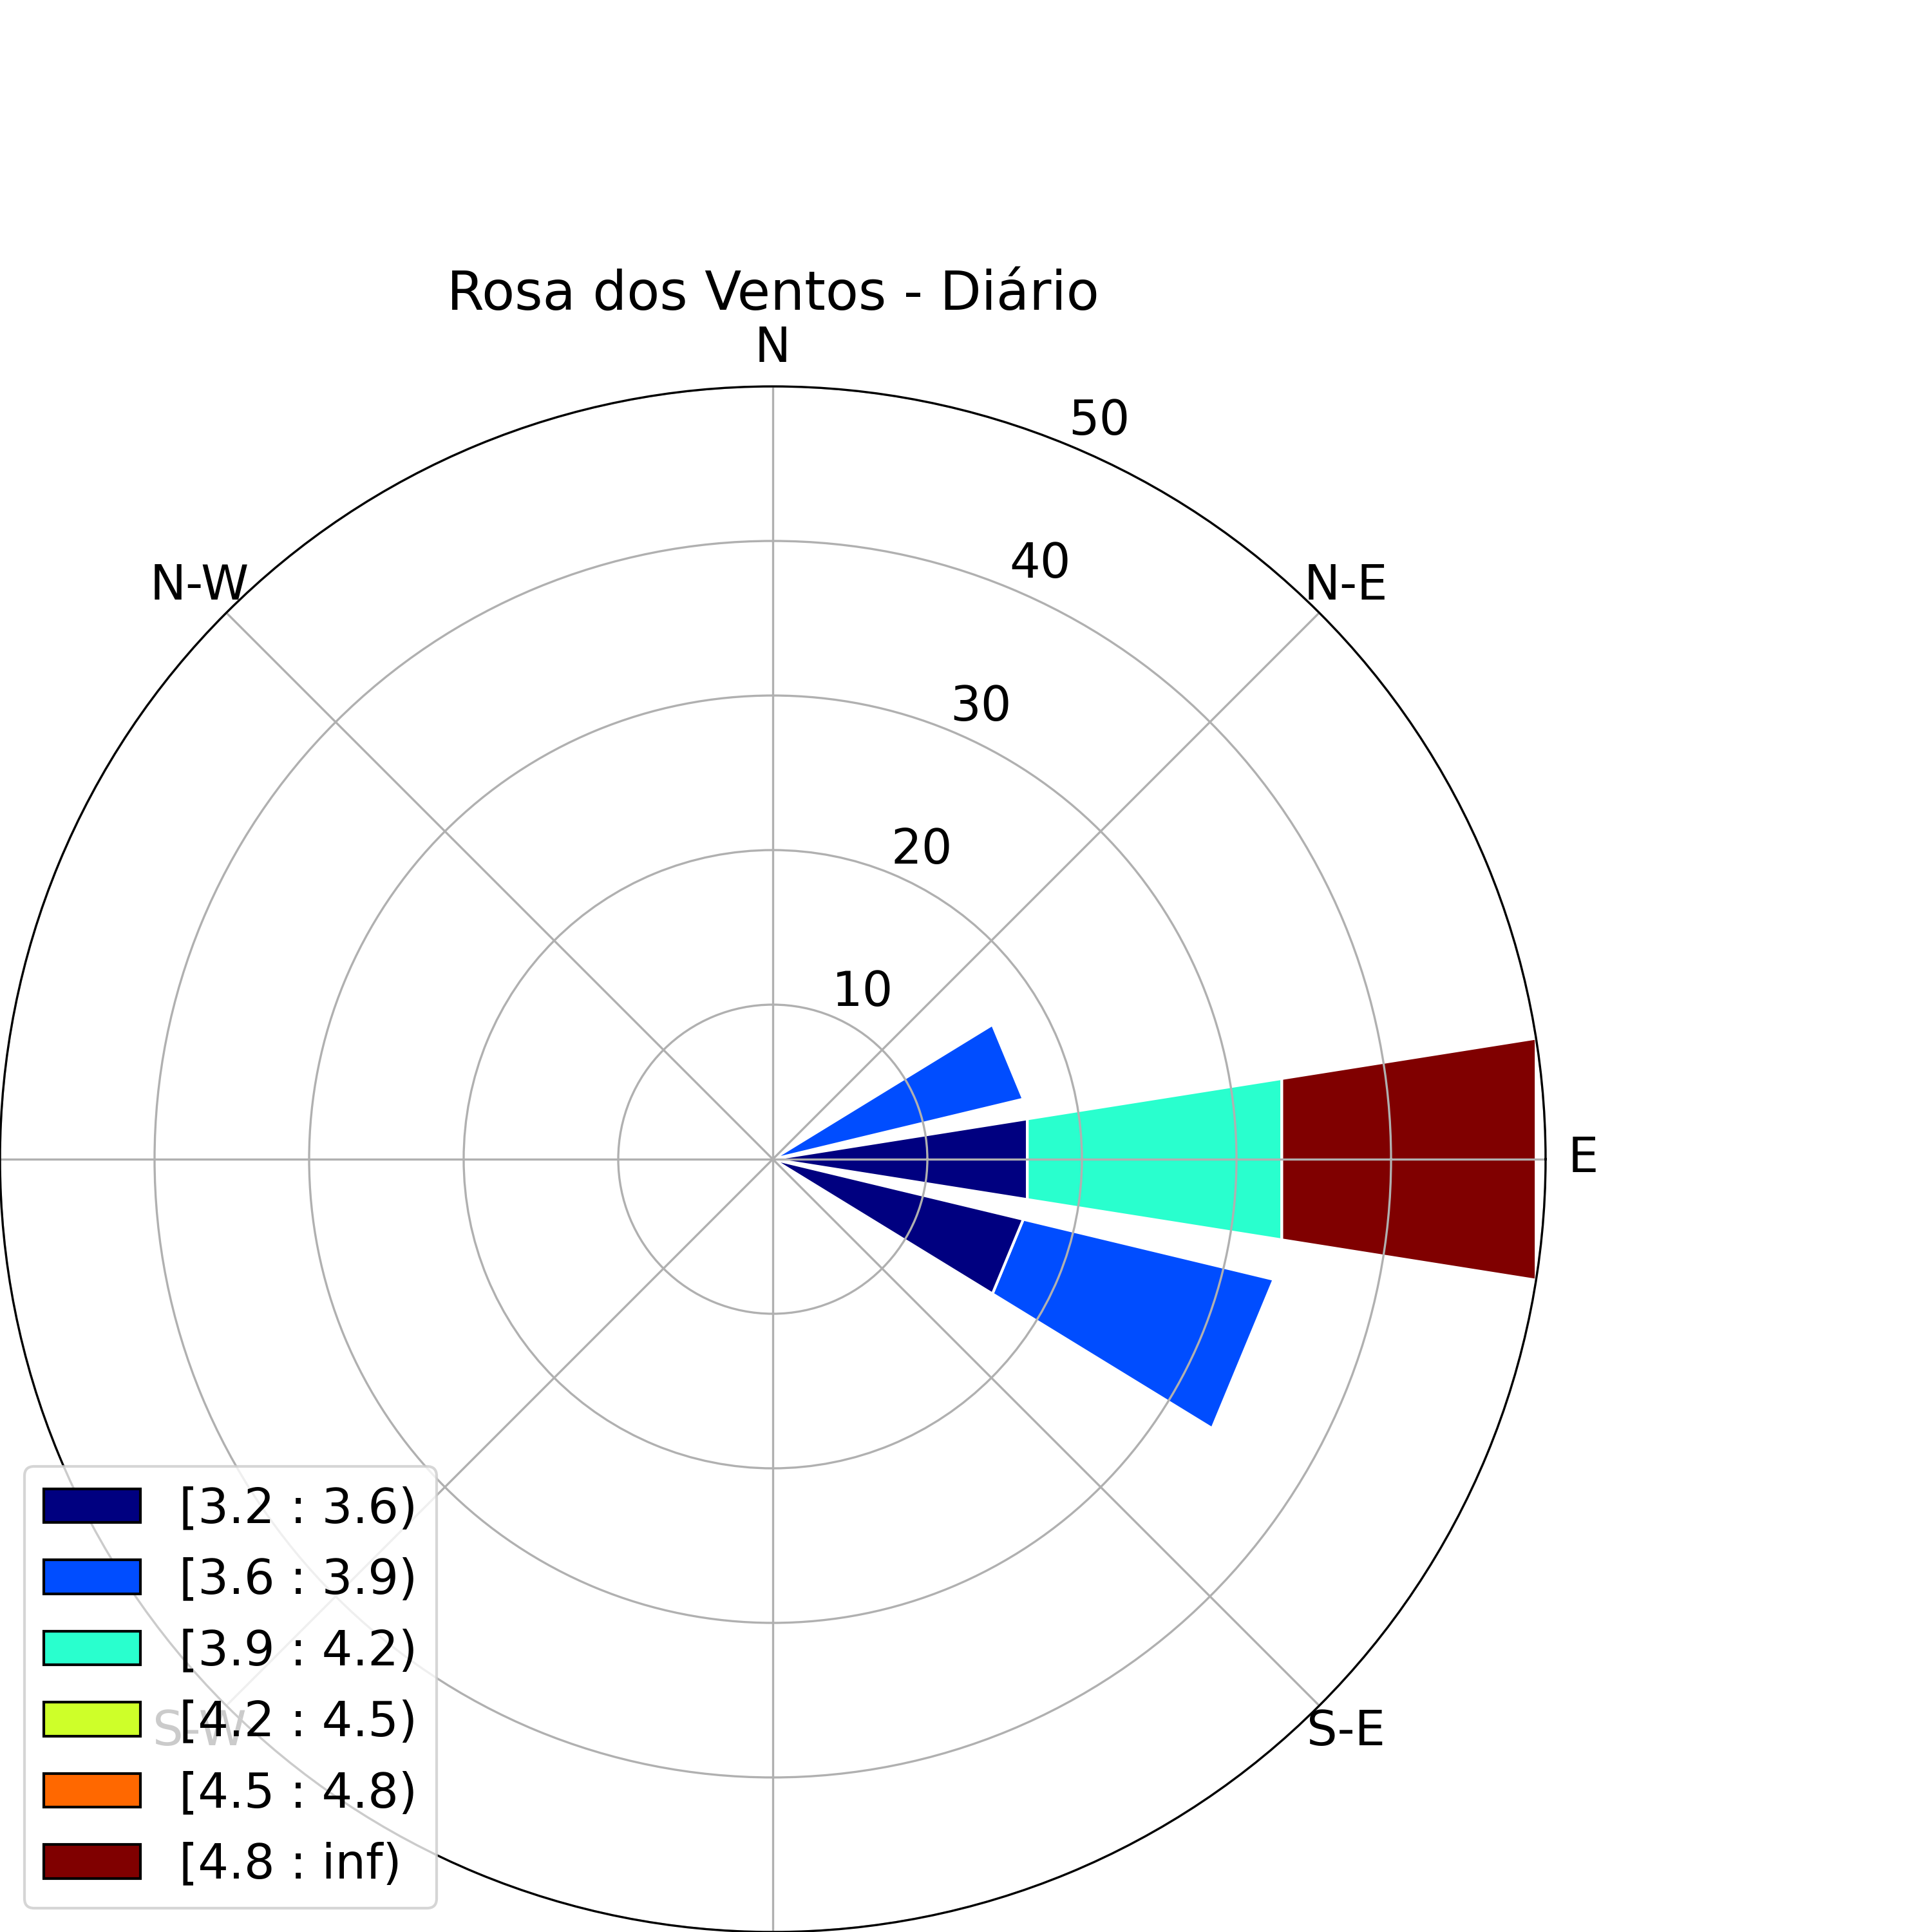 Rosa dos Ventos - Diário
N
50
N-W
40
N-E
30
20
10
E
[3.2 : 3.6)
[3.6 : 3.9)
[3.9 : 4.2)
S-W
[4.2 : 4.5)
S-E
[4.5 : 4.8)
[4.8 : inf)